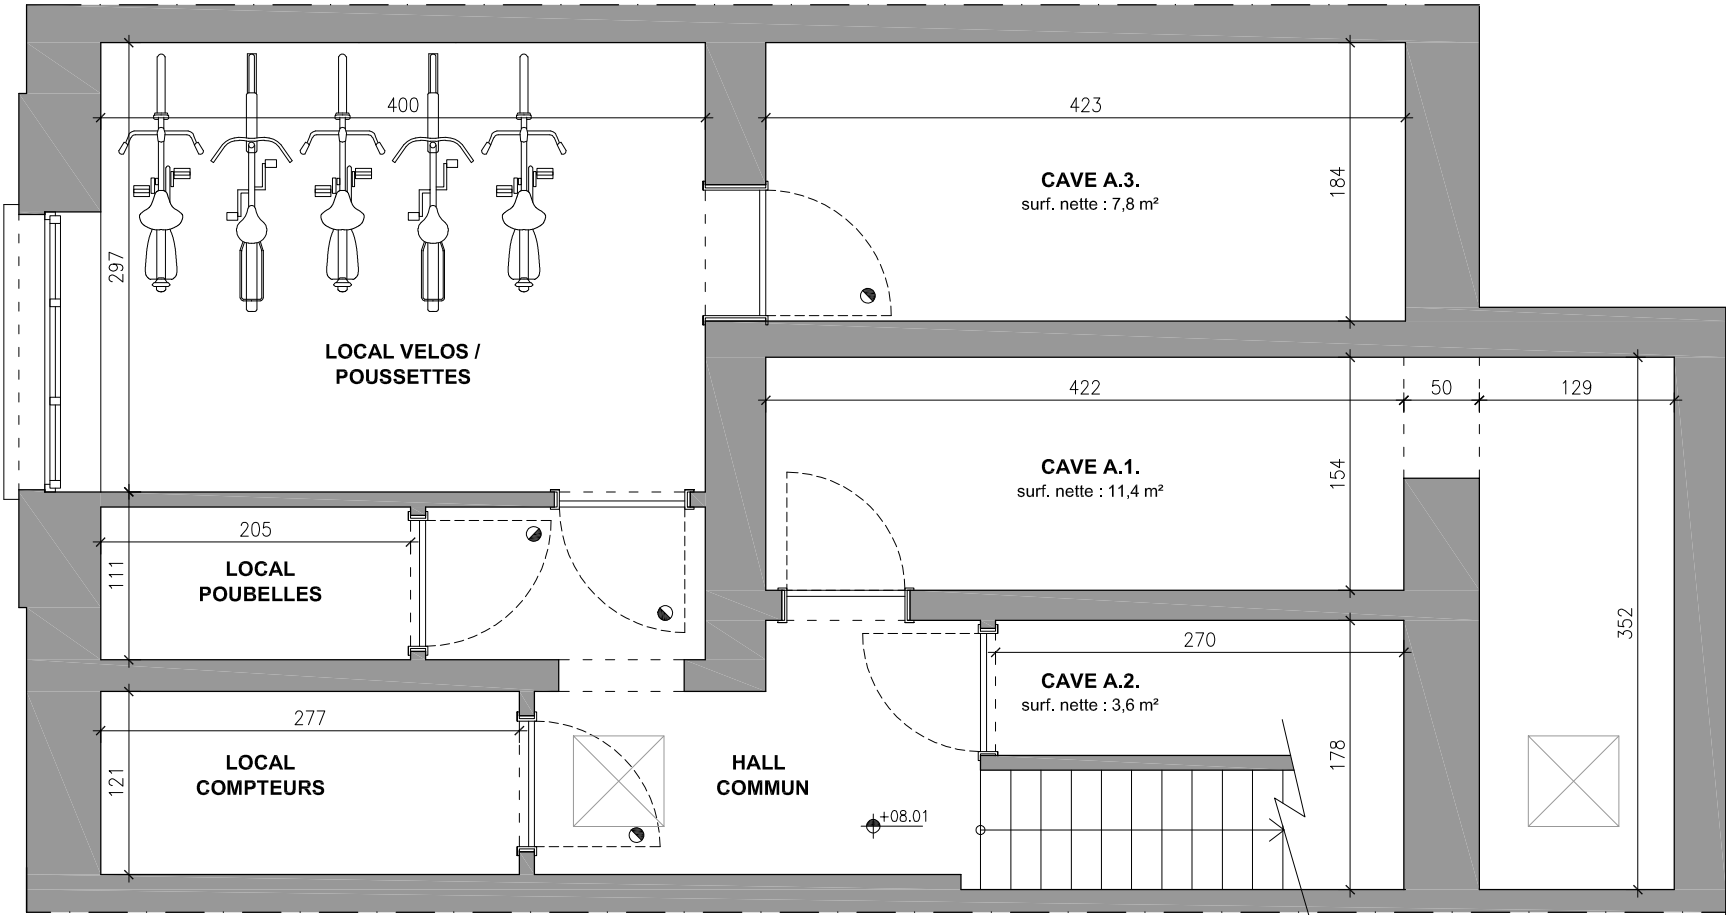 400
423
CAVE A.3.
surf. nette : 7,8 m²
184
297
LOCAL VELOS /
POUSSETTES
422
50
129
CAVE A.1.
surf. nette : 11,4 m²
154
205
LOCAL
POUBELLES
111
352
270
CAVE A.2.
surf. nette : 3,6 m²
277
LOCAL
COMPTEURS
121
HALL
COMMUN
178
+08.01